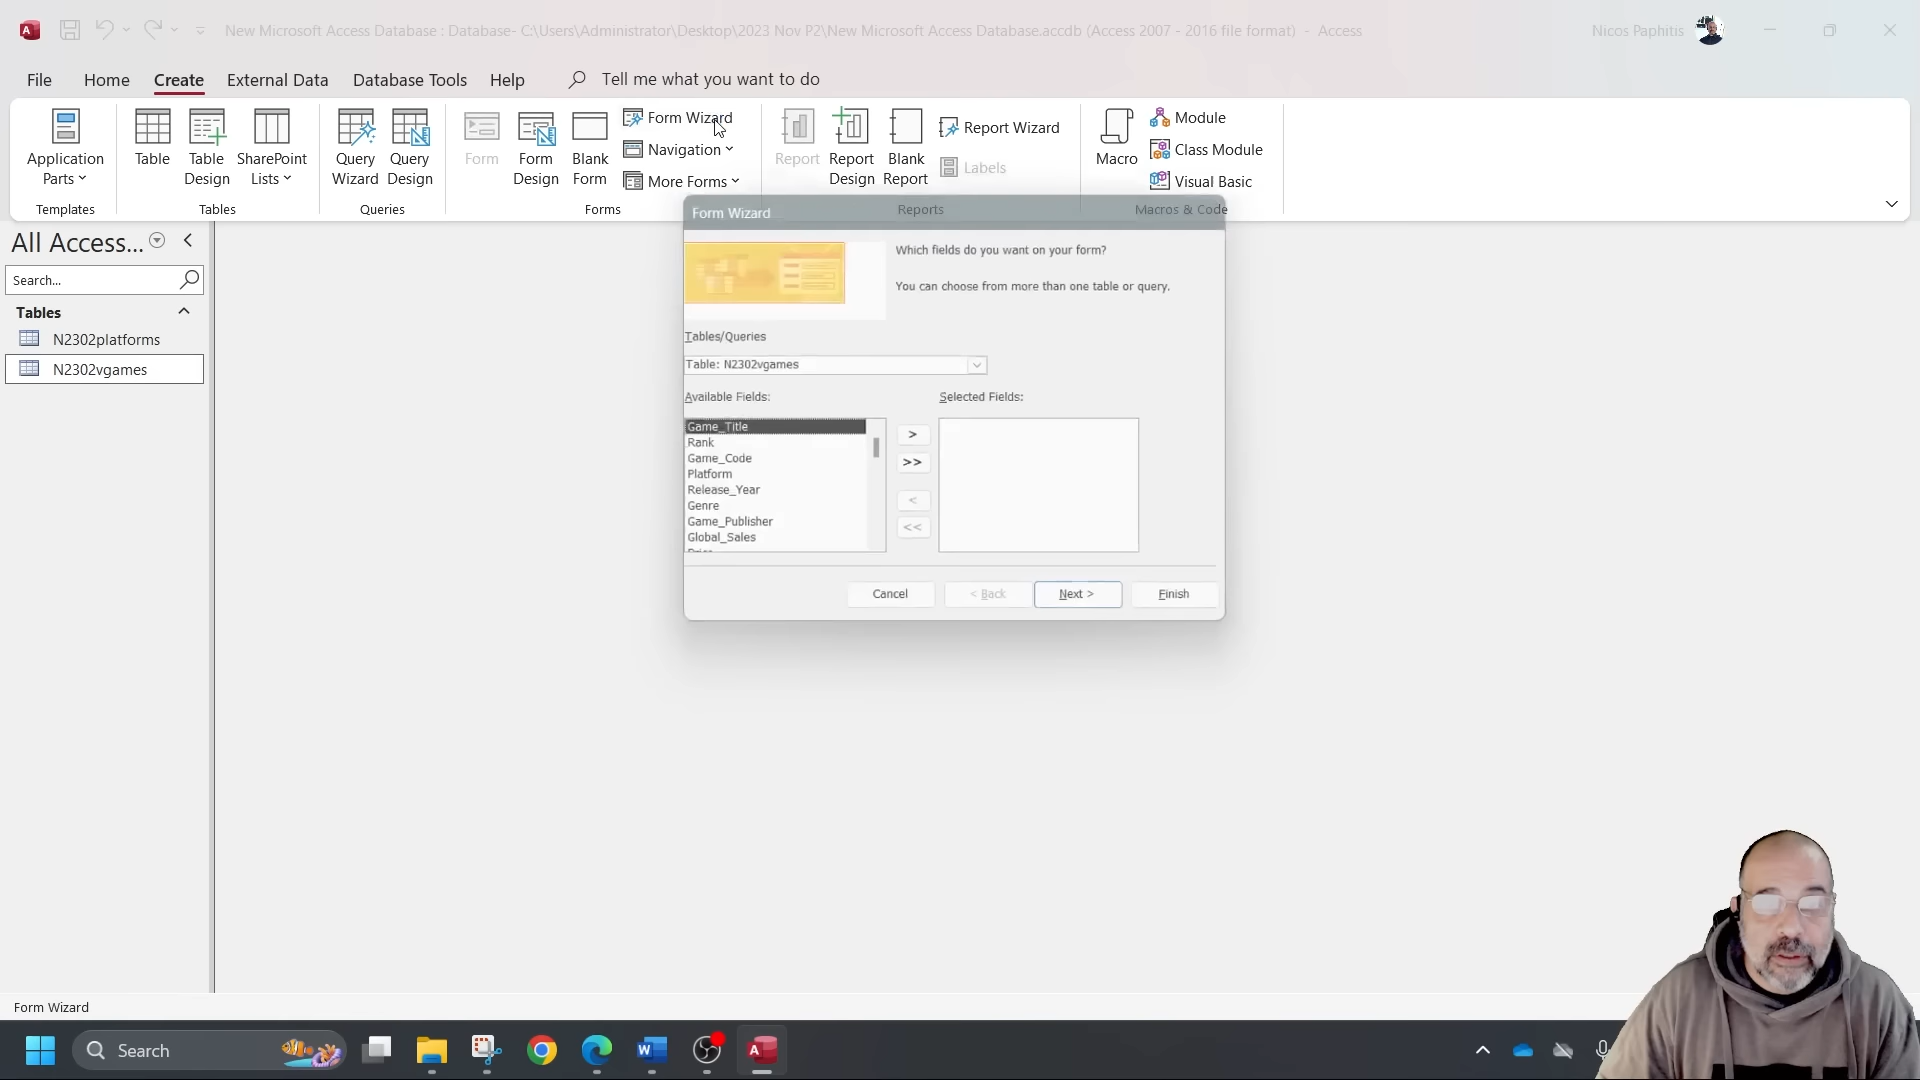 New Microsoft Access Database : Database- C:\Users\Administrator\Desktop\2023 Nov P2\New Microsoft Access Database.accdb (Access 2007 - 2016 file format) - Access
Nicos Paphitis
File Home Create External Data Database Tools Help Tell me what you want to do
Application Parts
Templates
Table
Table Design
SharePoint Lists
Tables
Query Wizard
Query Design
Queries
Form
Form Design
Blank Form
Form Wizard
Navigation
More Forms
Forms
Report
Report Design
Blank Report
Report Wizard
Labels
Reports
Macro
Module
Class Module
Visual Basic
Macros & Code
All Access...
Search...
Tables
N2302platforms
N2302vgames
Form Wizard
Which fields do you want on your form?
You can choose from more than one table or query.
Tables/Queries
Table: N2302vgames
Available Fields:
Selected Fields:
Game_Title
Rank
Game_Code
Platform
Release_Year
Genre
Game_Publisher
Global_Sales
Price
>
>>
<
<<
Cancel
< Back
Next >
Finish
Form Wizard
Search